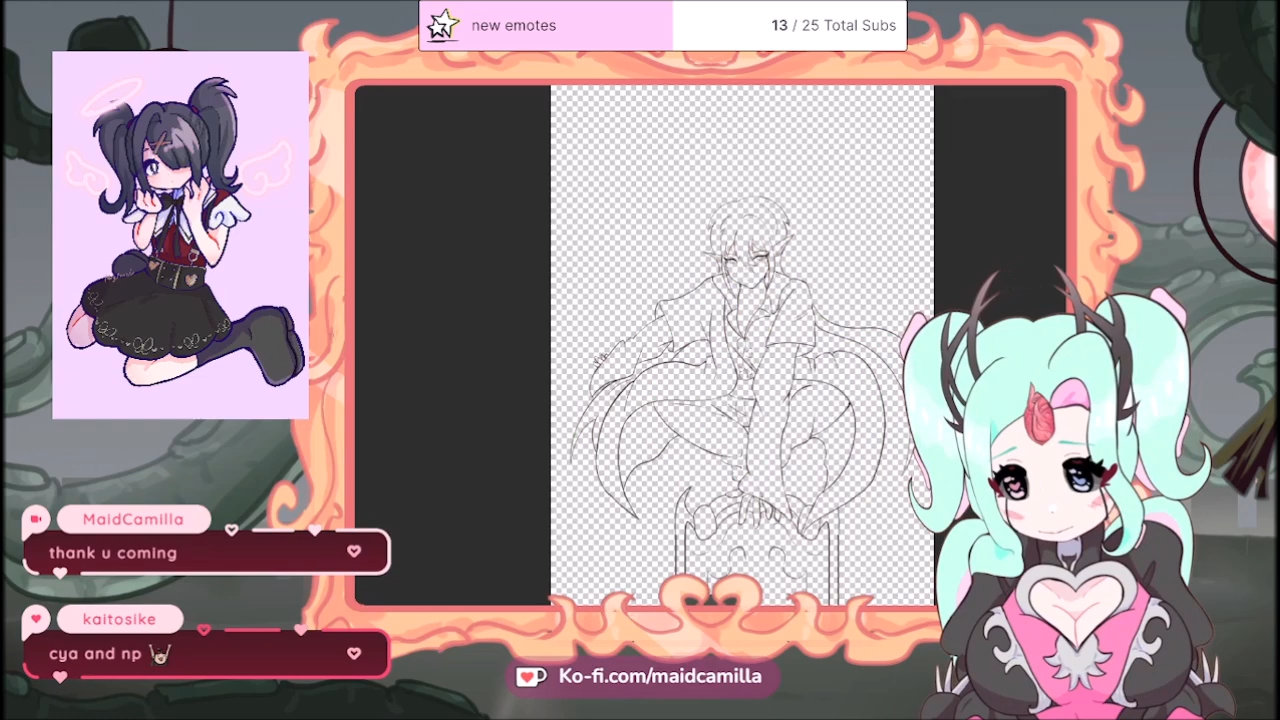 new emotes
13 / 25 Total Subs
MaidCamilla
thank u coming
kaitosike
cya and np
Ko-fi.com/maidcamilla